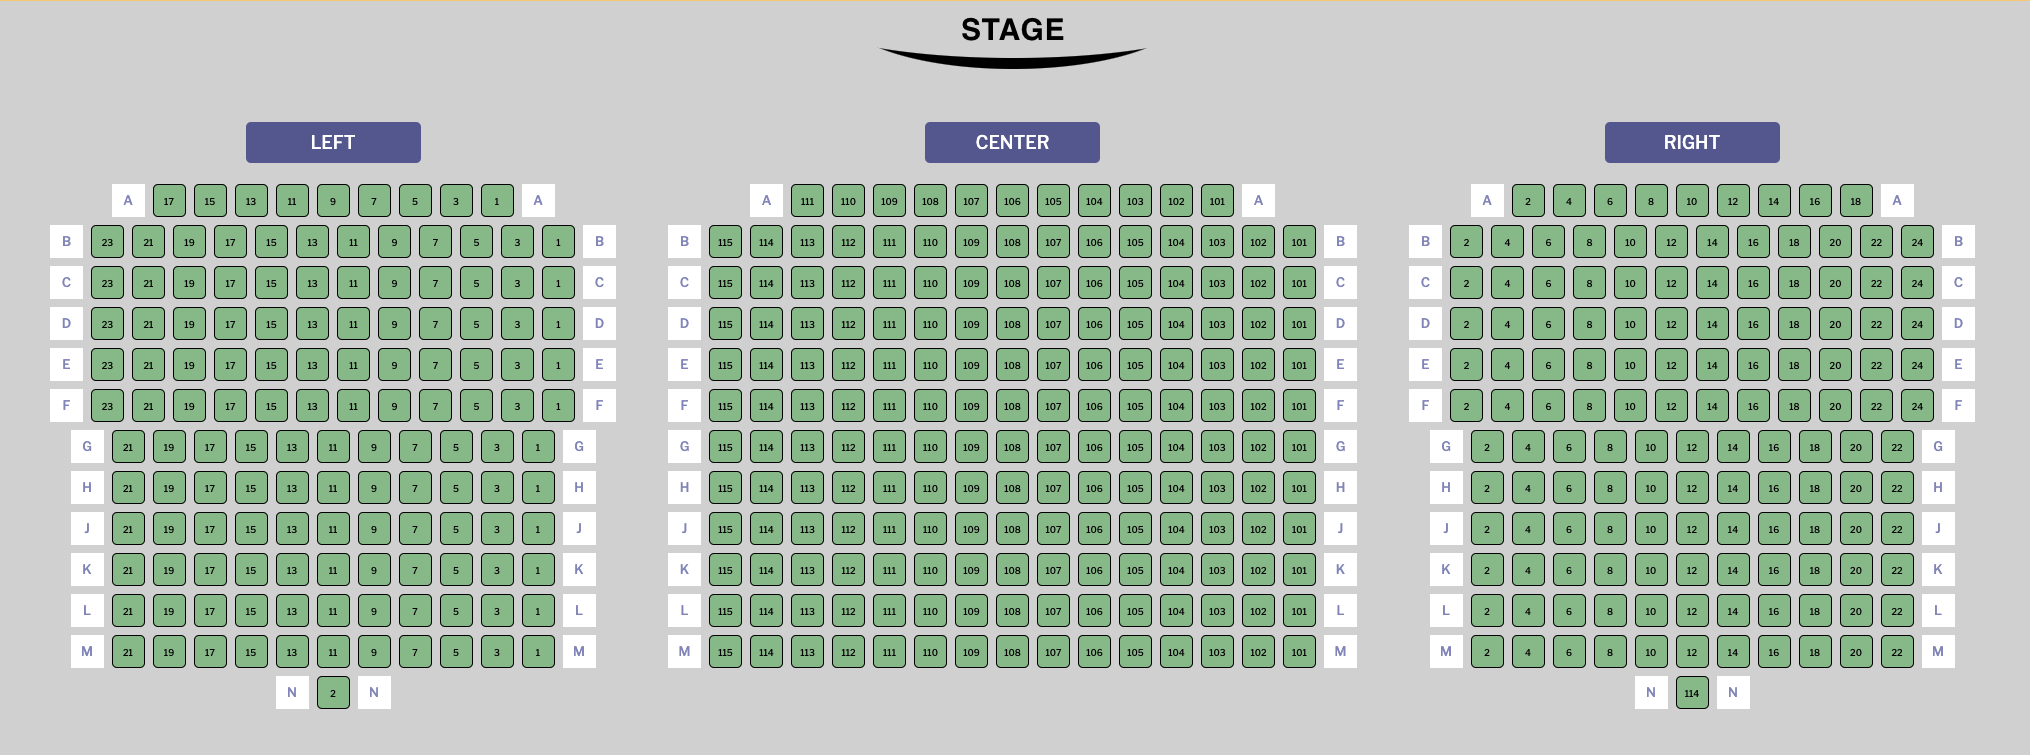 STAGE
LEFT CENTER RIGHT
A 17 15 13 11 9 7 5 3 1 A A 111 110 109 108 107 106 105 104 103 102 101 A A 2 4 6 8 10 12 14 16 18 A
B 23 21 19 17 15 13 11 9 7 5 3 1 B B 115 114 113 112 111 110 109 108 107 106 105 104 103 102 101 B B 2 4 6 8 10 12 14 16 18 20 22 24 B
C 23 21 19 17 15 13 11 9 7 5 3 1 C C 115 114 113 112 111 110 109 108 107 106 105 104 103 102 101 C C 2 4 6 8 10 12 14 16 18 20 22 24 C
D 23 21 19 17 15 13 11 9 7 5 3 1 D D 115 114 113 112 111 110 109 108 107 106 105 104 103 102 101 D D 2 4 6 8 10 12 14 16 18 20 22 24 D
E 23 21 19 17 15 13 11 9 7 5 3 1 E E 115 114 113 112 111 110 109 108 107 106 105 104 103 102 101 E E 2 4 6 8 10 12 14 16 18 20 22 24 E
F 23 21 19 17 15 13 11 9 7 5 3 1 F F 115 114 113 112 111 110 109 108 107 106 105 104 103 102 101 F F 2 4 6 8 10 12 14 16 18 20 22 24 F
G 21 19 17 15 13 11 9 7 5 3 1 G G 115 114 113 112 111 110 109 108 107 106 105 104 103 102 101 G G 2 4 6 8 10 12 14 16 18 20 22 G
H 21 19 17 15 13 11 9 7 5 3 1 H H 115 114 113 112 111 110 109 108 107 106 105 104 103 102 101 H H 2 4 6 8 10 12 14 16 18 20 22 H
J 21 19 17 15 13 11 9 7 5 3 1 J J 115 114 113 112 111 110 109 108 107 106 105 104 103 102 101 J J 2 4 6 8 10 12 14 16 18 20 22 J
K 21 19 17 15 13 11 9 7 5 3 1 K K 115 114 113 112 111 110 109 108 107 106 105 104 103 102 101 K K 2 4 6 8 10 12 14 16 18 20 22 K
L 21 19 17 15 13 11 9 7 5 3 1 L L 115 114 113 112 111 110 109 108 107 106 105 104 103 102 101 L L 2 4 6 8 10 12 14 16 18 20 22 L
M 21 19 17 15 13 11 9 7 5 3 1 M M 115 114 113 112 111 110 109 108 107 106 105 104 103 102 101 M M 2 4 6 8 10 12 14 16 18 20 22 M
N 2 N N 114 N